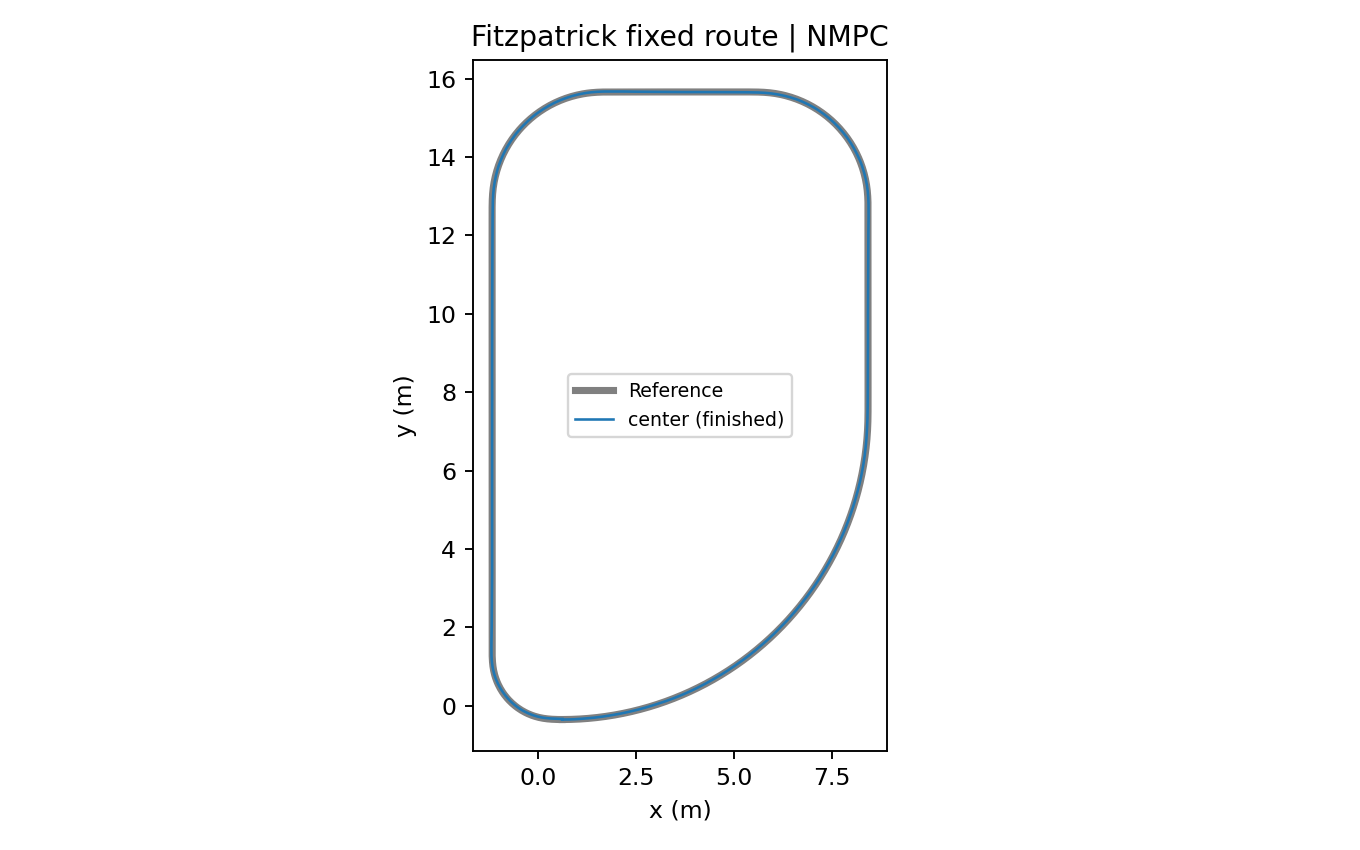 Fitzpatrick fixed route | NMPC
16
14
12
10
8
6
4
2
0
y (m)
Reference
center (finished)
0.0 2.5 5.0 7.5
x (m)